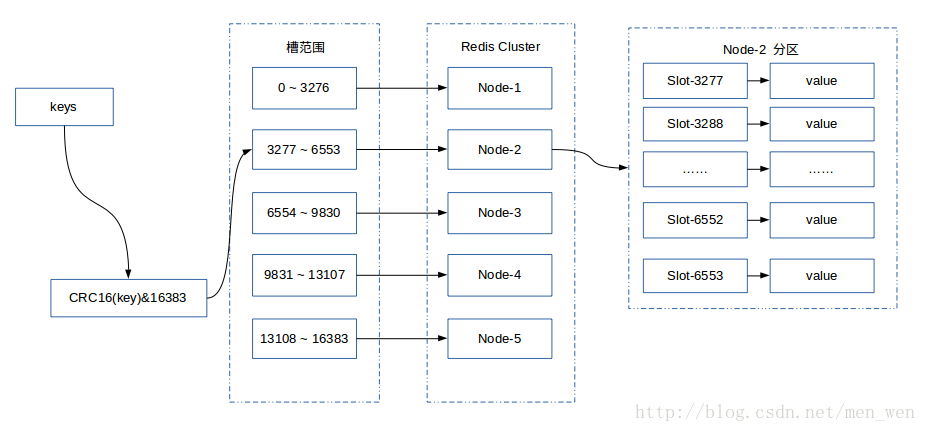 keys
CRC16(key)&16383
槽范围
0 ~ 3276
3277 ~ 6553
6554 ~ 9830
9831 ~ 13107
13108 ~ 16383
Redis Cluster
Node-1
Node-2
Node-3
Node-4
Node-5
Node-2 分区
Slot-3277
value
Slot-3288
value
......
......
Slot-6552
value
Slot-6553
value
http://blog.csdn.net/men_wen